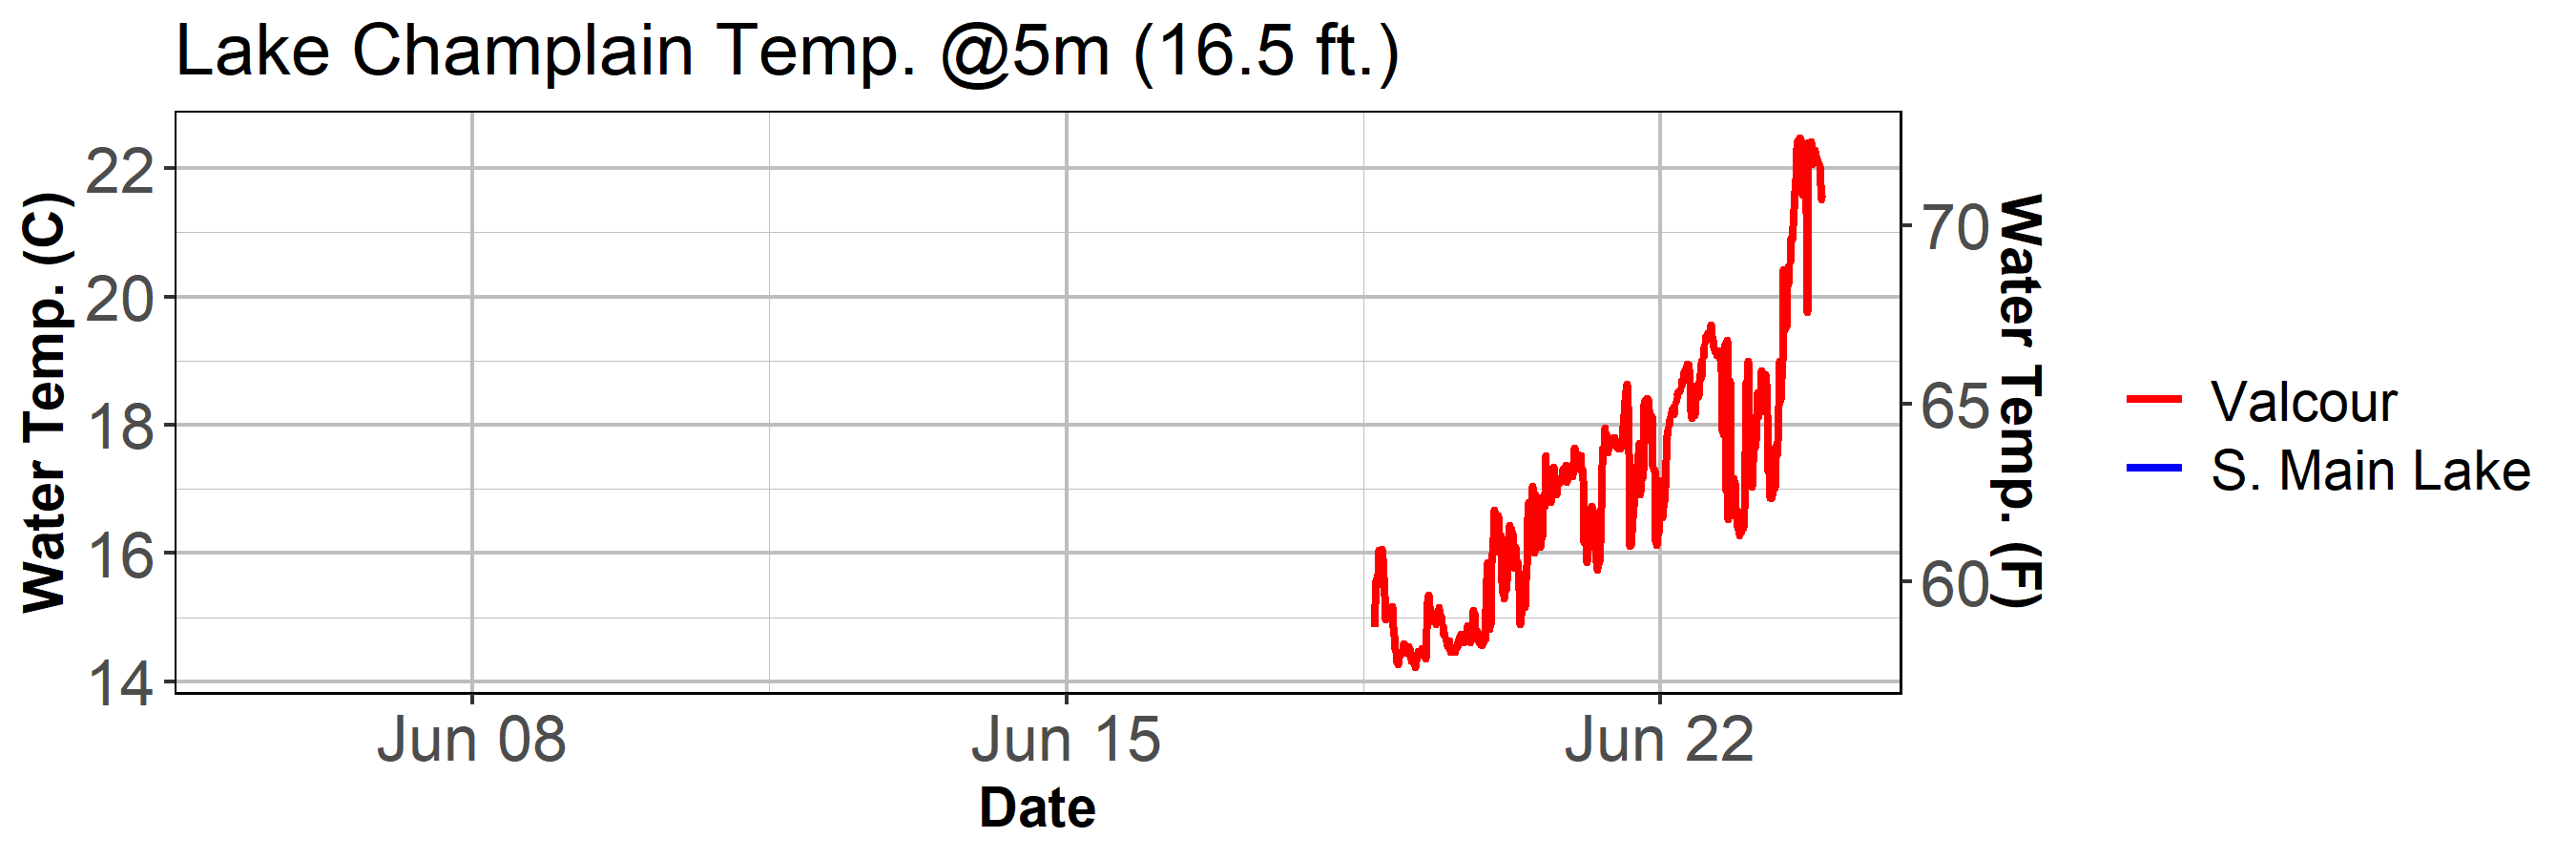 Lake Champlain Temp. @5m (16.5 ft.)
Water Temp. (C)
22
20
18
16
14
70
65
60
Water Temp. (F)
Jun 08
Jun 15
Jun 22
Date
Valcour
S. Main Lake